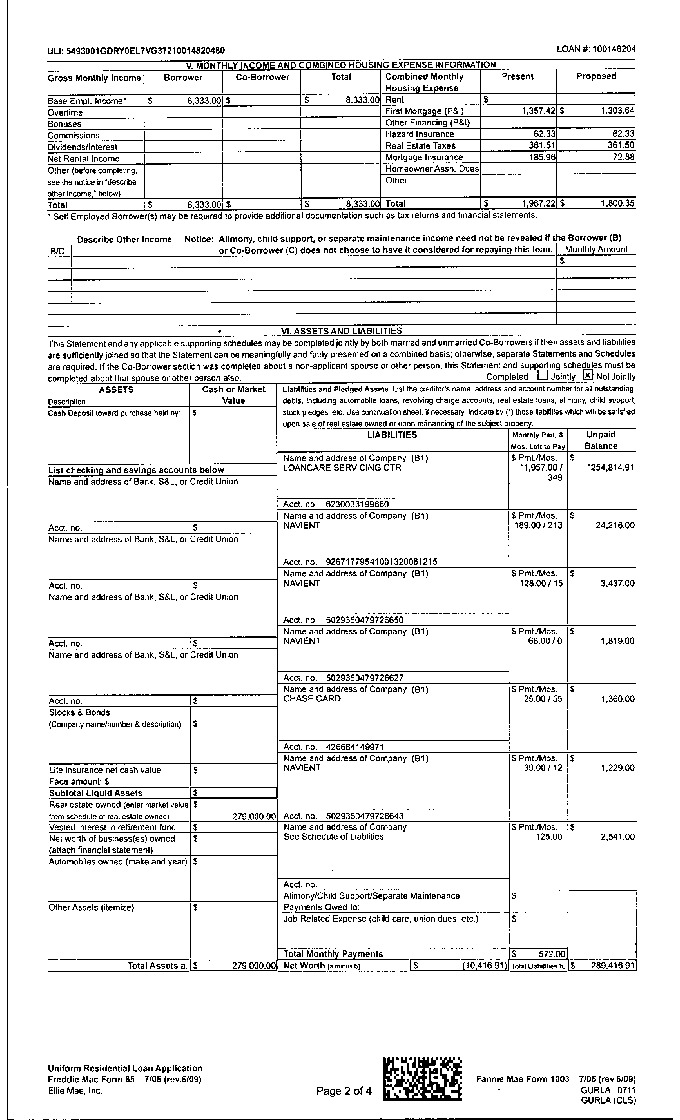 ULI: 5493001GDRY0EL7VG37210014820480 LOAN #: 100148204
V. MONTHLY INCOME AND COMBINED HOUSING EXPENSE INFORMATION
Gross Monthly Income Borrower Co-Borrower Total Combined Monthly Housing Expense Present Proposed
Base Empl. Income* $ 8,333.00 $ $ 8,333.00 Rent $
Overtime First Mortgage (P&I) 1,357.42 $ 1,303.64
Bonuses Other Financing (P&I)
Commissions Hazard Insurance 62.33 62.33
Dividends/Interest Real Estate Taxes 361.51 361.50
Net Rental Income Mortgage Insurance 185.96 72.88
Other (before completing, Homeowner Assn. Dues
see the notice in "describe Other
other income," below)
Total $ 8,333.00 $ $ 8,333.00 Total $ 1,967.22 $ 1,800.35
* Self Employed Borrower(s) may be required to provide additional documentation such as tax returns and financial statements.
Describe Other Income Notice: Alimony, child support, or separate maintenance income need not be revealed if the Borrower (B)
B/C or Co-Borrower (C) does not choose to have it considered for repaying this loan. Monthly Amount
$
VI. ASSETS AND LIABILITIES
This Statement and any applicable supporting schedules may be completed jointly by both married and unmarried Co-Borrowers if their assets and liabilities
are sufficiently joined so that the Statement can be meaningfully and fairly presented on a combined basis; otherwise, separate Statements and Schedules
are required. If the Co-Borrower section was completed about a non-applicant spouse or other person, this Statement and supporting schedules must be
completed about that spouse or other person also. Completed Jointly X Not Jointly
ASSETS Cash or Market Value
Description
Cash Deposit toward purchase held by: $
List checking and savings accounts below
Name and address of Bank, S&L, or Credit Union
Acct. no. $
Name and address of Bank, S&L, or Credit Union
Acct. no. $
Name and address of Bank, S&L, or Credit Union
Acct. no. $
Name and address of Bank, S&L, or Credit Union
Acct. no. $
Stocks & Bonds
(Company name/number & description) $
Life insurance net cash value $
Face amount: $
Subtotal Liquid Assets $
Real estate owned (enter market value $
from schedule of real estate owned) 279,000.00
Vested interest in retirement fund $
Net worth of business(es) owned $
(attach financial statement)
Automobiles owned (make and year) $
Other Assets (itemize) $
Total Assets a. $ 279,000.00
Liabilities and Pledged Assets. List the creditor's name, address and account number for all outstanding
debts, including automobile loans, revolving charge accounts, real estate loans, alimony, child support,
stock pledges, etc. Use continuation sheet, if necessary. Indicate by (*) those liabilities which will be satisfied
upon sale of real estate owned or upon refinancing of the subject property.
LIABILITIES Monthly Pmt. & Mos. Left to Pay Unpaid Balance
Name and address of Company (B1) $ Pmt./Mos. $
LOANCARE SERVICING CTR *1,957.00 / 349 *254,814.91
Acct. no. 6230033199660
Name and address of Company (B1) $ Pmt./Mos. $
NAVIENT 189.00 / 213 24,216.00
Acct. no. 92671779541001320081215
Name and address of Company (B1) $ Pmt./Mos. $
NAVIENT 128.00 / 15 3,437.00
Acct. no. 5029350479726650
Name and address of Company (B1) $ Pmt./Mos. $
NAVIENT 66.00 / 0 1,819.00
Acct. no. 5029350479726627
Name and address of Company (B1) $ Pmt./Mos. $
CHASE CARD 25.00 / 55 1,360.00
Acct. no. 426684149971
Name and address of Company (B1) $ Pmt./Mos. $
NAVIENT 39.00 / 12 1,229.00
Acct. no. 5029350479726643
Name and address of Company $ Pmt./Mos. $
See Schedule of Liabilities 125.00 2,541.00
Acct. no.
Alimony/Child Support/Separate Maintenance $
Payments Owed to:
Job Related Expense (child care, union dues, etc.) $
Total Monthly Payments $ 572.00
Net Worth (a minus b) $ (10,416.91) Total Liabilities b. $ 289,416.91
Uniform Residential Loan Application
Freddie Mac Form 65 7/05 (rev.6/09)
Ellie Mae, Inc.
Page 2 of 4
Fannie Mae Form 1003 7/05 (rev.6/09)
GURLA 0711
GURLA (CLS)